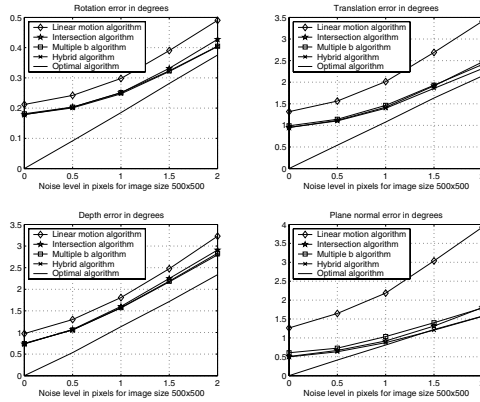 Rotation error in degrees
0.5
0.4
0.3
0.2
0.1
0
Linear motion algorithm
Intersection algorithm
Multiple b algorithm
Hybrid algorithm
Optimal algorithm
0 0.5 1 1.5 2
Noise level in pixels for image size 500x500
Translation error in degrees
3.5
3
2.5
2
1.5
1
0.5
0
Linear motion algorithm
Intersection algorithm
Multiple b algorithm
Hybrid algorithm
Optimal algorithm
0 0.5 1 1.5 2
Noise level in pixels for image size 500x500
Depth error in degrees
3.5
3
2.5
2
1.5
1
0.5
0
Linear motion algorithm
Intersection algorithm
Multiple b algorithm
Hybrid algorithm
Optimal algorithm
0 0.5 1 1.5 2
Noise level in pixels for image size 500x500
Plane normal error in degrees
4
3.5
3
2.5
2
1.5
1
0.5
0
Linear motion algorithm
Intersection algorithm
Multiple b algorithm
Hybrid algorithm
Optimal algorithm
0 0.5 1 1.5 2
Noise level in pixels for image size 500x500